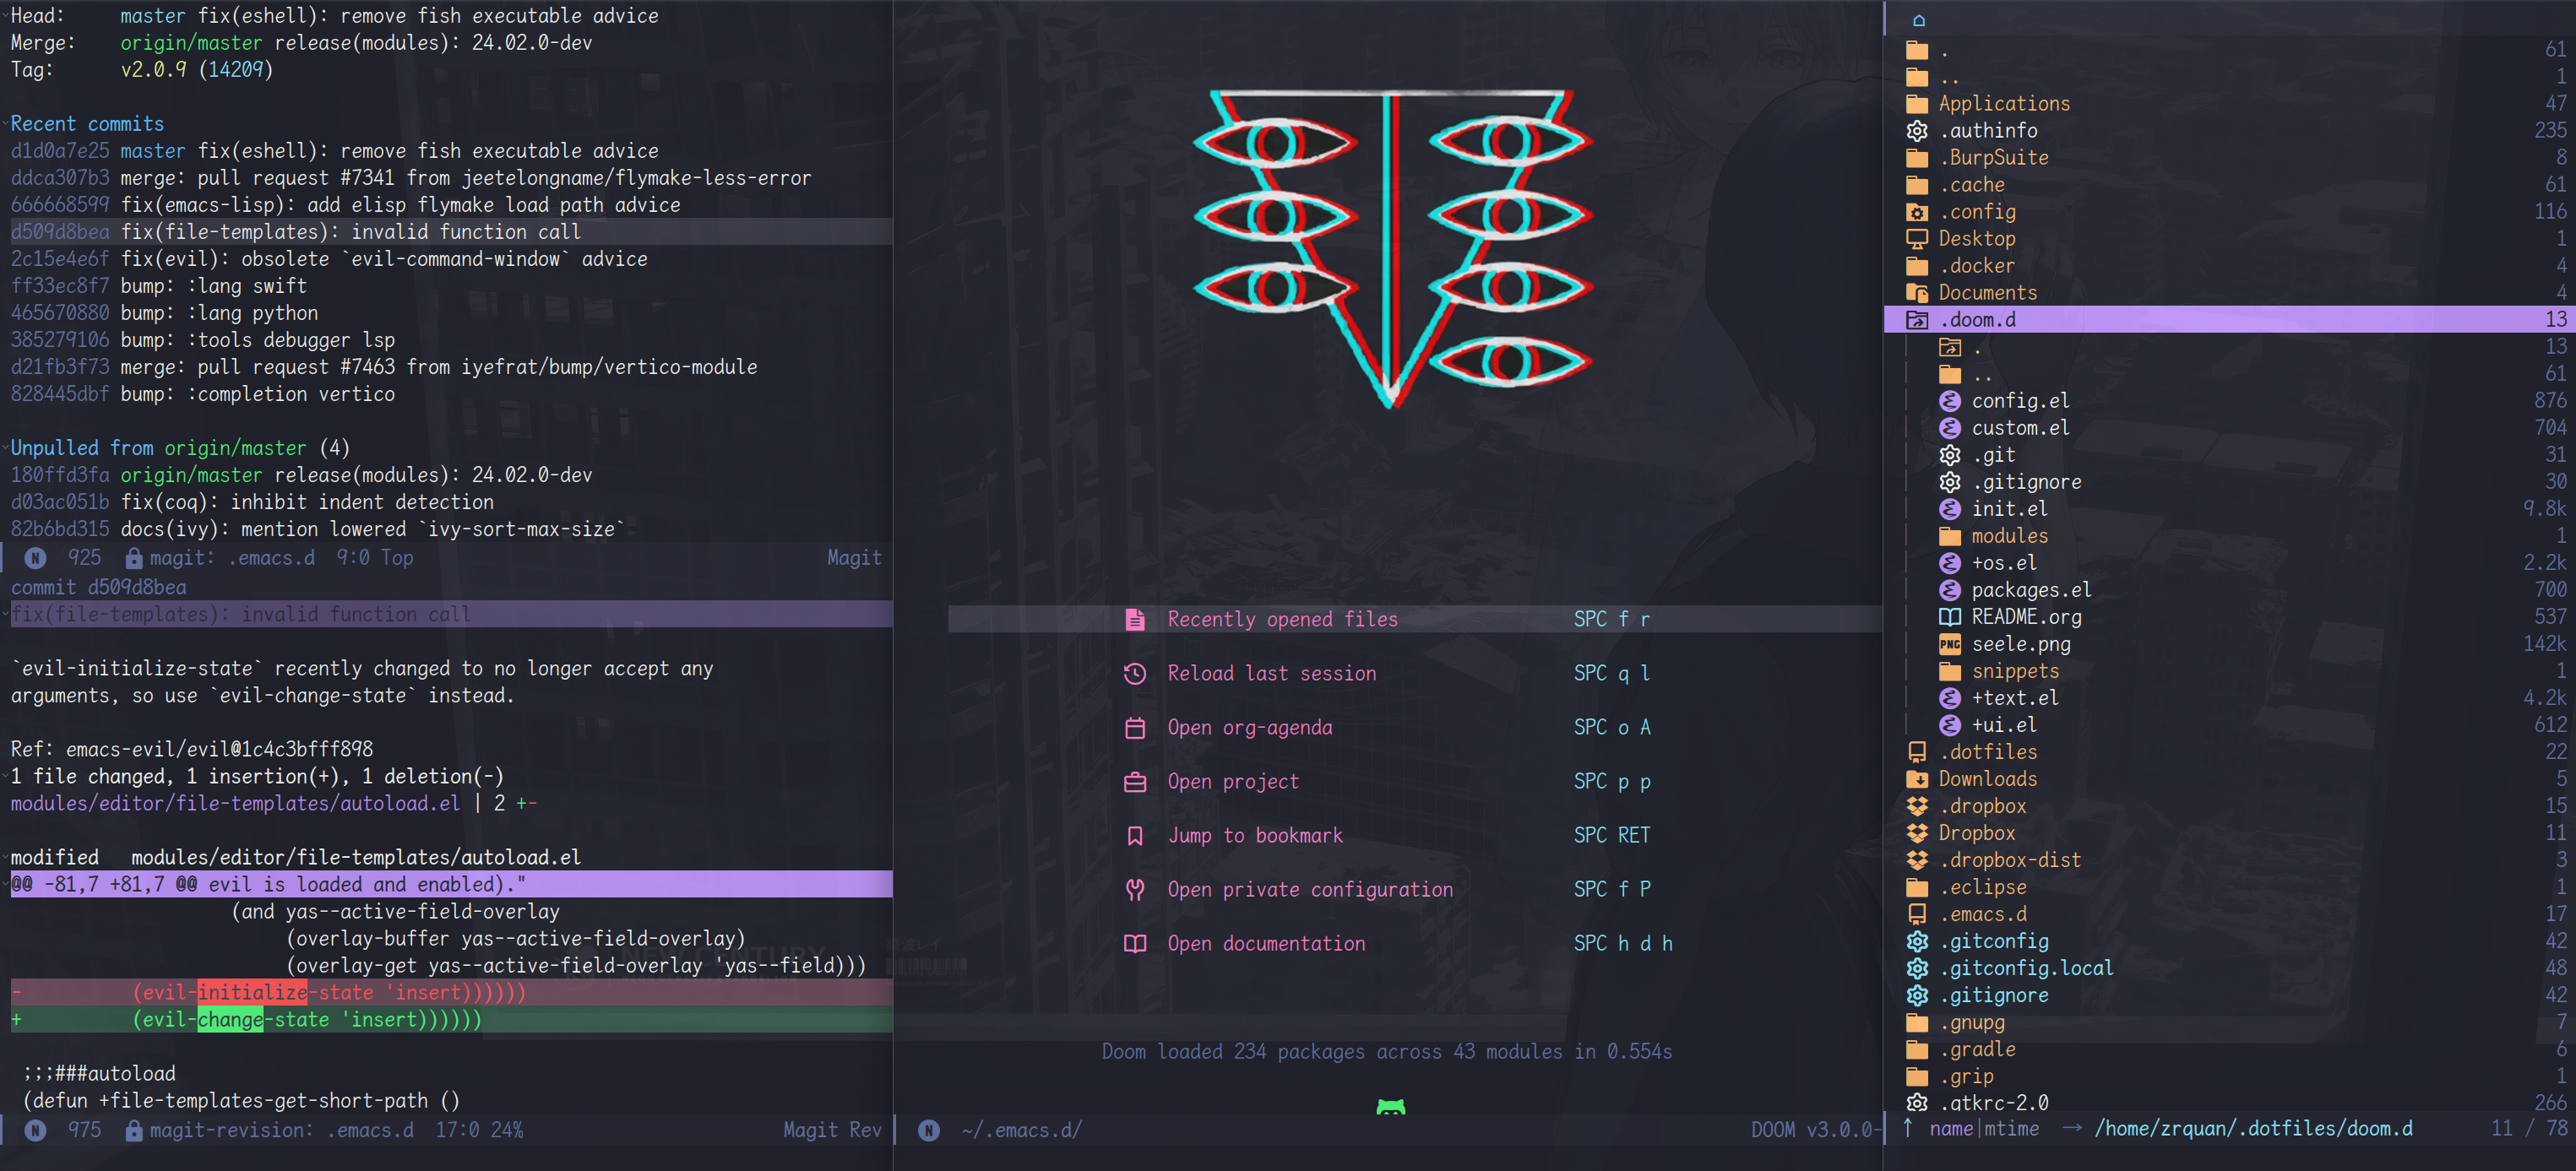 Head:     master fix(eshell): remove fish executable advice
Merge:    origin/master release(modules): 24.02.0-dev
Tag:      v2.0.9 (14209)
Recent commits
d1d0a7e25 master fix(eshell): remove fish executable advice
ddca307b3 merge: pull request #7341 from jeetelongname/flymake-less-error
666668599 fix(emacs-lisp): add elisp flymake load path advice
d509d8bea fix(file-templates): invalid function call
2c15e4e6f fix(evil): obsolete `evil-command-window` advice
ff33ec8f7 bump: :lang swift
465670880 bump: :lang python
385279106 bump: :tools debugger lsp
d21fb3f73 merge: pull request #7463 from iyefrat/bump/vertico-module
828445dbf bump: :completion vertico
Unpulled from origin/master (4)
180ffd3fa origin/master release(modules): 24.02.0-dev
d03ac051b fix(coq): inhibit indent detection
82b6bd315 docs(ivy): mention lowered `ivy-sort-max-size`
N 925 magit: .emacs.d 9:0 Top Magit
commit d509d8bea
fix(file-templates): invalid function call
`evil-initialize-state` recently changed to no longer accept any
arguments, so use `evil-change-state` instead.
Ref: emacs-evil/evil@1c4c3bfff898
1 file changed, 1 insertion(+), 1 deletion(-)
modules/editor/file-templates/autoload.el | 2 +-
modified   modules/editor/file-templates/autoload.el
@@ -81,7 +81,7 @@ evil is loaded and enabled)."
(and yas--active-field-overlay
(overlay-buffer yas--active-field-overlay)
(overlay-get yas--active-field-overlay 'yas--field)))
-          (evil-initialize-state 'insert))))))
+          (evil-change-state 'insert))))))
;;;###autoload
(defun +file-templates-get-short-path ()
N 975 magit-revision: .emacs.d 17:0 24% Magit Rev
Recently opened files SPC f r
Reload last session SPC q l
Open org-agenda SPC o A
Open project SPC p p
Jump to bookmark SPC RET
Open private configuration SPC f P
Open documentation SPC h d h
NEW CENTURY
Doom loaded 234 packages across 43 modules in 0.554s
N ~/.emacs.d/ DOOM v3.0.0-
. 61
.. 1
Applications 47
.authinfo 235
.BurpSuite 8
.cache 61
.config 116
Desktop 1
.docker 4
Documents 4
.doom.d 13
. 13
.. 61
config.el 876
custom.el 704
.git 31
.gitignore 30
init.el 9.8k
modules 1
+os.el 2.2k
packages.el 700
README.org 537
PNG seele.png 142k
snippets 1
+text.el 4.2k
+ui.el 612
.dotfiles 22
Downloads 5
.dropbox 15
Dropbox 11
.dropbox-dist 3
.eclipse 1
.emacs.d 17
.gitconfig 42
.gitconfig.local 48
.gitignore 42
.gnupg 7
.gradle 6
.grip 1
.gtkrc-2.0 266
↑ name|mtime → /home/zrquan/.dotfiles/doom.d 11 / 78